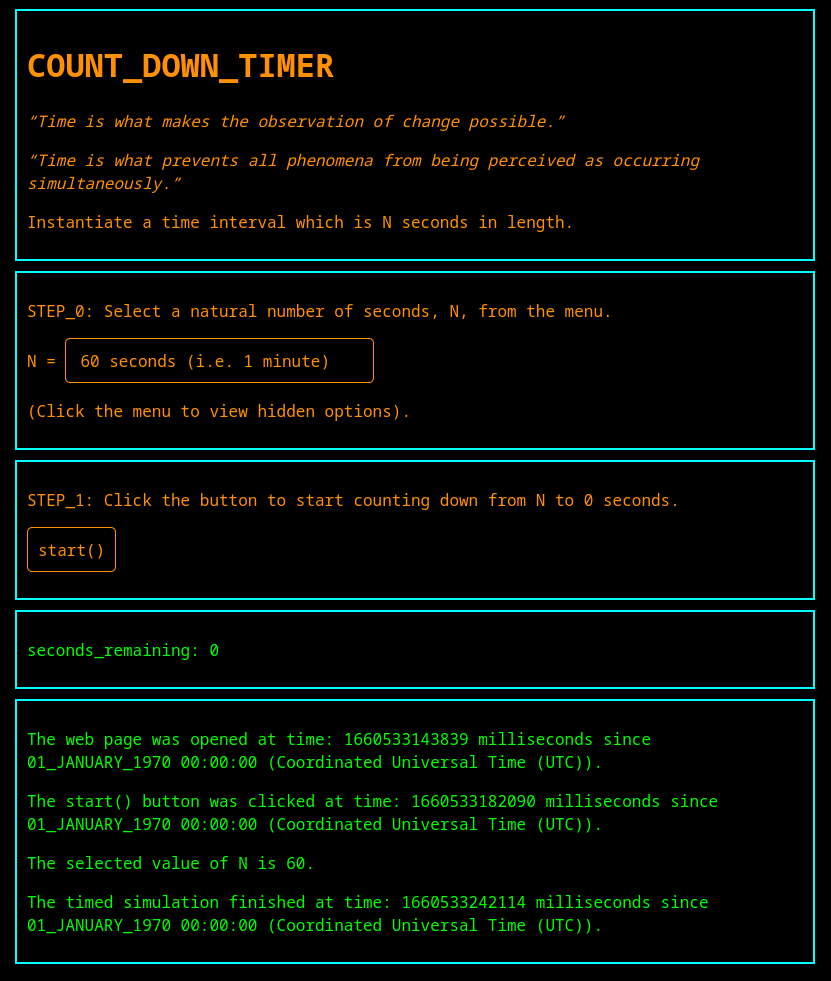 COUNT_DOWN_TIMER
“Time is what makes the observation of change possible.”
“Time is what prevents all phenomena from being perceived as occurring
simultaneously.”
Instantiate a time interval which is N seconds in length.
STEP_0: Select a natural number of seconds, N, from the menu.
N = 60 seconds (i.e. 1 minute)
(Click the menu to view hidden options).
STEP_1: Click the button to start counting down from N to 0 seconds.
start()
seconds_remaining: 0
The web page was opened at time: 1660533143839 milliseconds since
01_JANUARY_1970 00:00:00 (Coordinated Universal Time (UTC)).
The start() button was clicked at time: 1660533182090 milliseconds since
01_JANUARY_1970 00:00:00 (Coordinated Universal Time (UTC)).
The selected value of N is 60.
The timed simulation finished at time: 1660533242114 milliseconds since
01_JANUARY_1970 00:00:00 (Coordinated Universal Time (UTC)).